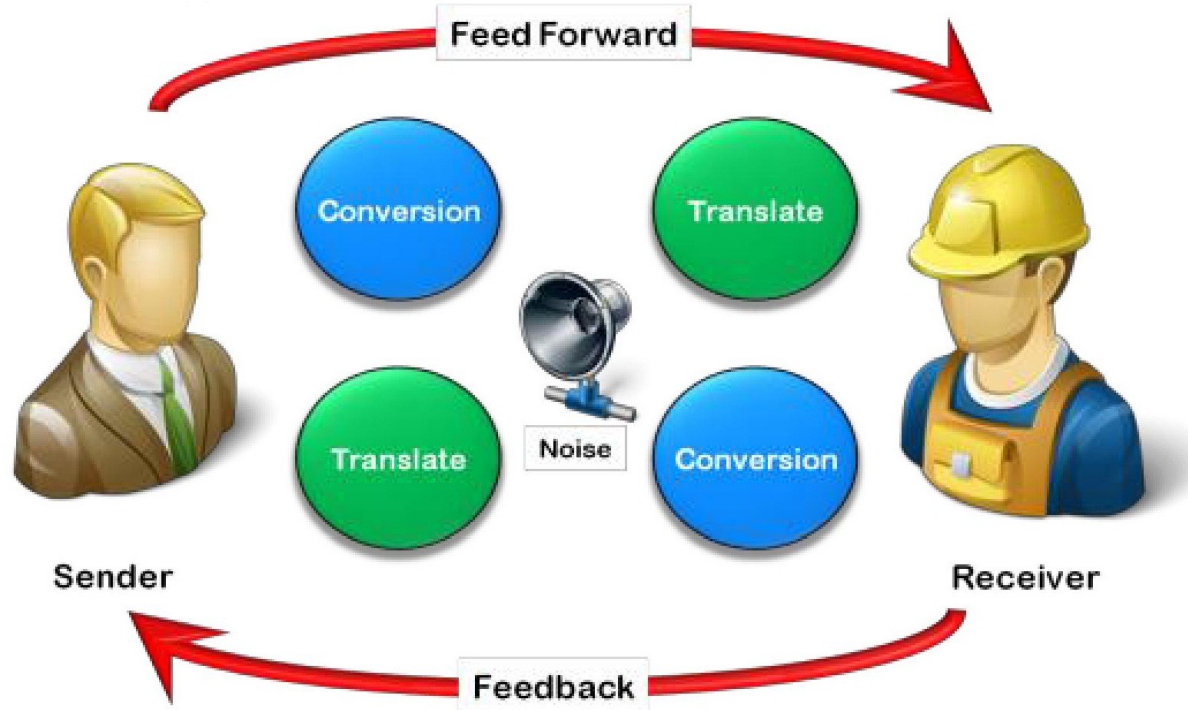 Feed Forward
Conversion
Translate
Translate
Noise
Conversion
Sender
Receiver
Feedback